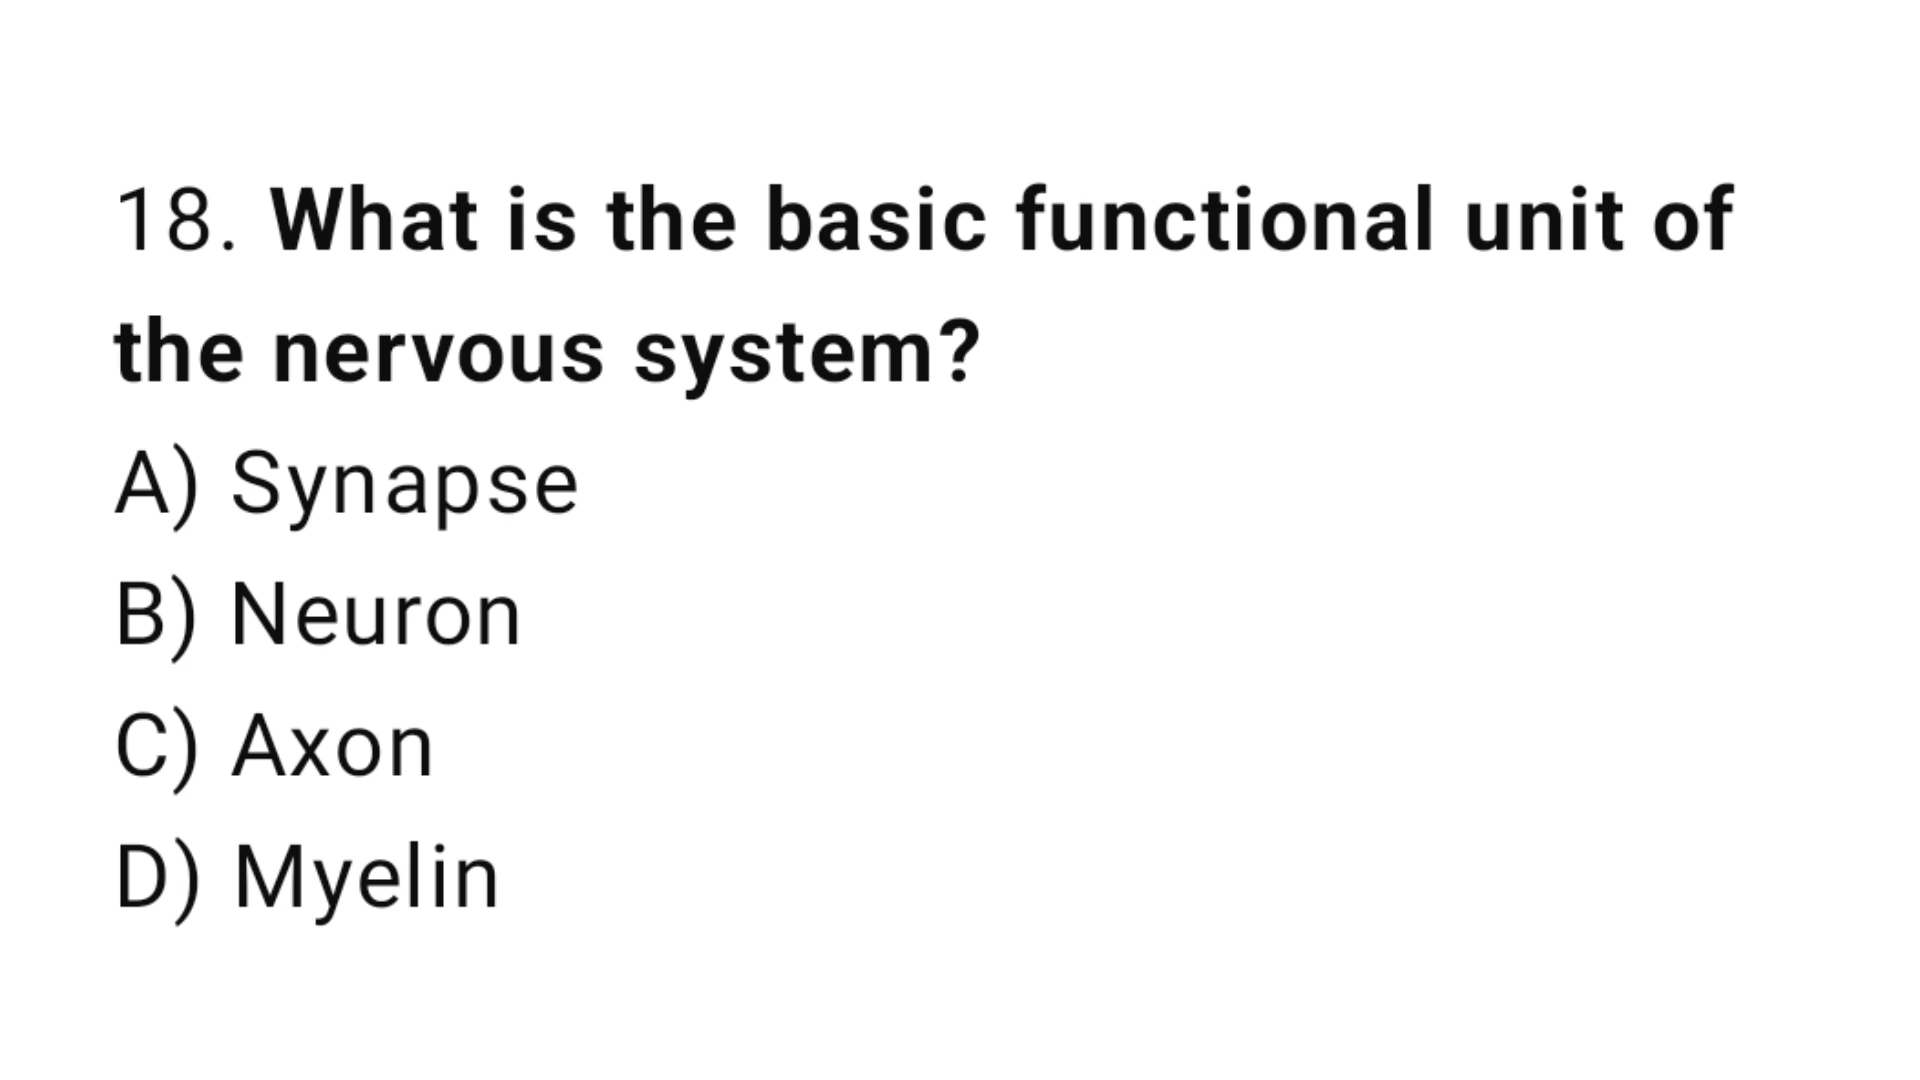 18. What is the basic functional unit of
the nervous system?
A) Synapse
B) Neuron
C) Axon
D) Myelin